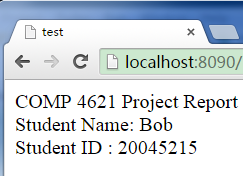 test
localhost:8090/
COMP 4621 Project Report
Student Name: Bob
Student ID : 20045215